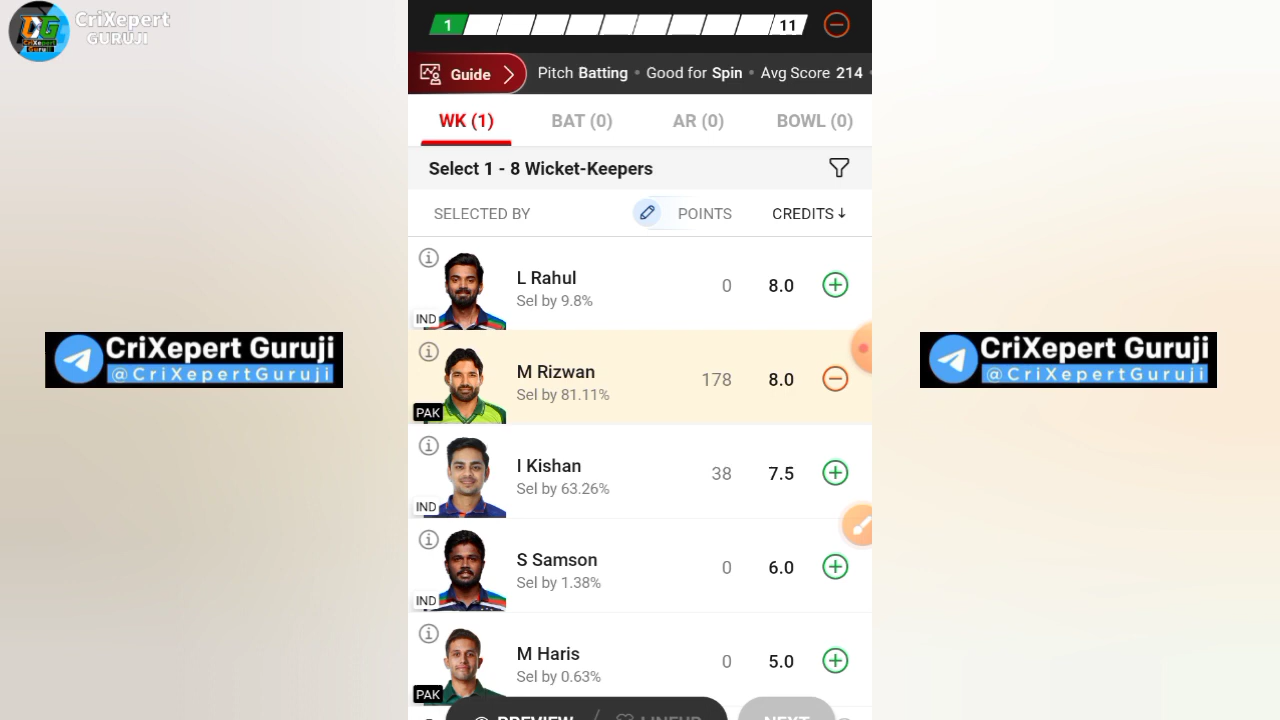 CriXepert
GURUJI
1 11
Guide
Pitch Batting • Good for Spin • Avg Score 214
WK (1) BAT (0) AR (0) BOWL (0)
Select 1 - 8 Wicket-Keepers
SELECTED BY POINTS CREDITS↓
L Rahul 0 8.0
Sel by 9.8%
IND
M Rizwan 178 8.0
Sel by 81.11%
PAK
I Kishan 38 7.5
Sel by 63.26%
IND
S Samson 0 6.0
Sel by 1.38%
IND
M Haris 0 5.0
Sel by 0.63%
PAK
PREVIEW / LINEUP NEXT
CriXepert Guruji
@CriXepertGuruji
CriXepert Guruji
@CriXepertGuruji